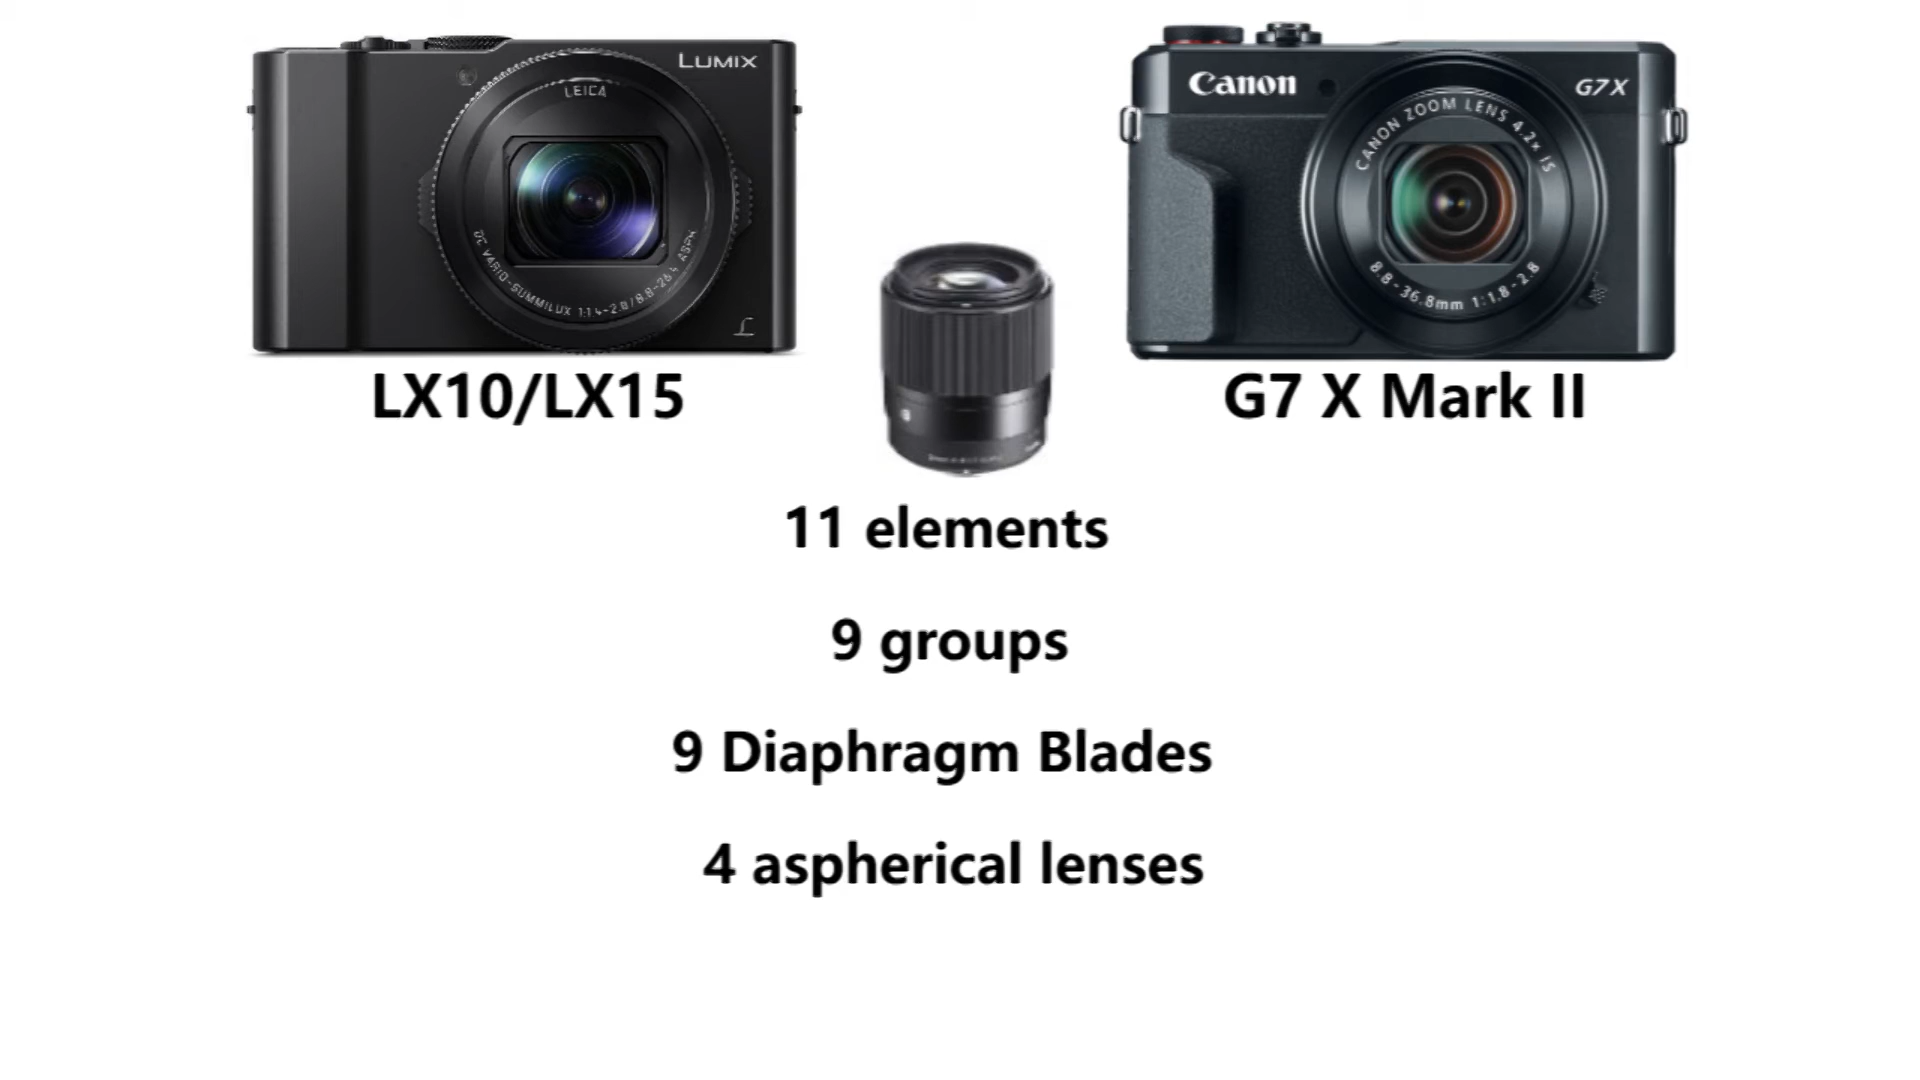 LUMIX
LEICA
DC VARIO-SUMMILUX 1:1.4-2.8/8.8-26.4 ASPH
L
Canon
G7X
CANON ZOOM LENS 4.2x IS
8.8-36.8mm 1:1.8-2.8
LX10/LX15
G7 X Mark II
11 elements
9 groups
9 Diaphragm Blades
4 aspherical lenses